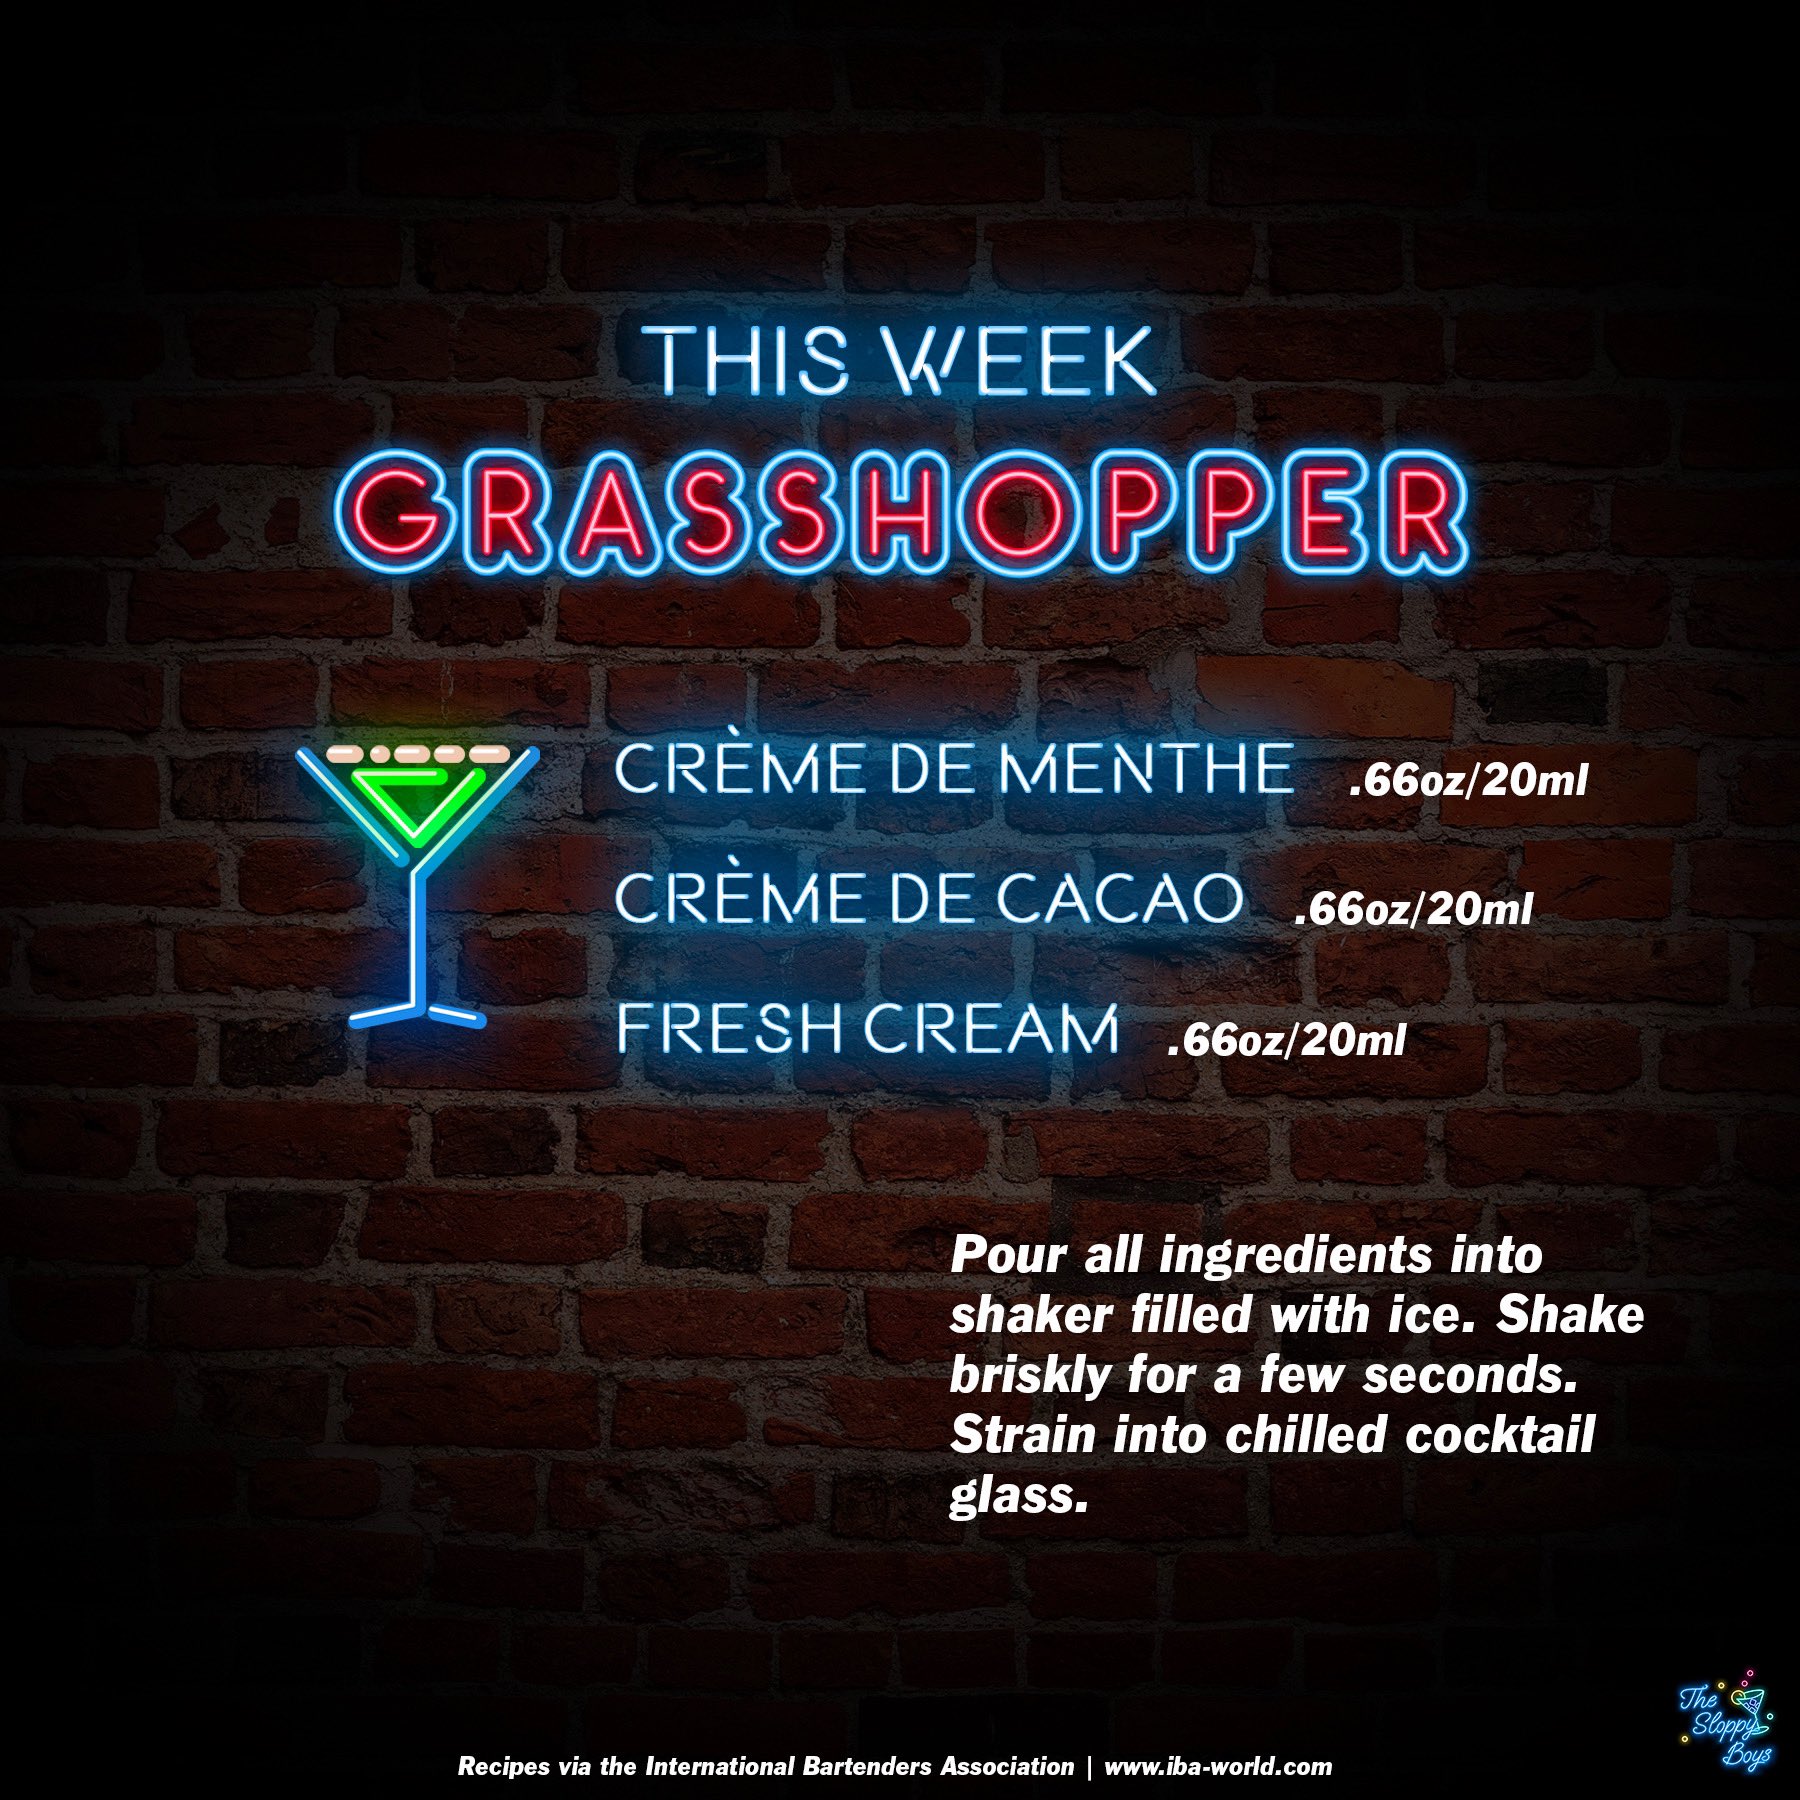 THIS WEEK
GRASSHOPPER
CRÈME DE MENTHE .66oz/20ml
CRÈME DE CACAO .66oz/20ml
FRESH CREAM .66oz/20ml
Pour all ingredients into
shaker filled with ice. Shake
briskly for a few seconds.
Strain into chilled cocktail
glass.
The
Sloppy
Boys
Recipes via the International Bartenders Association | www.iba-world.com